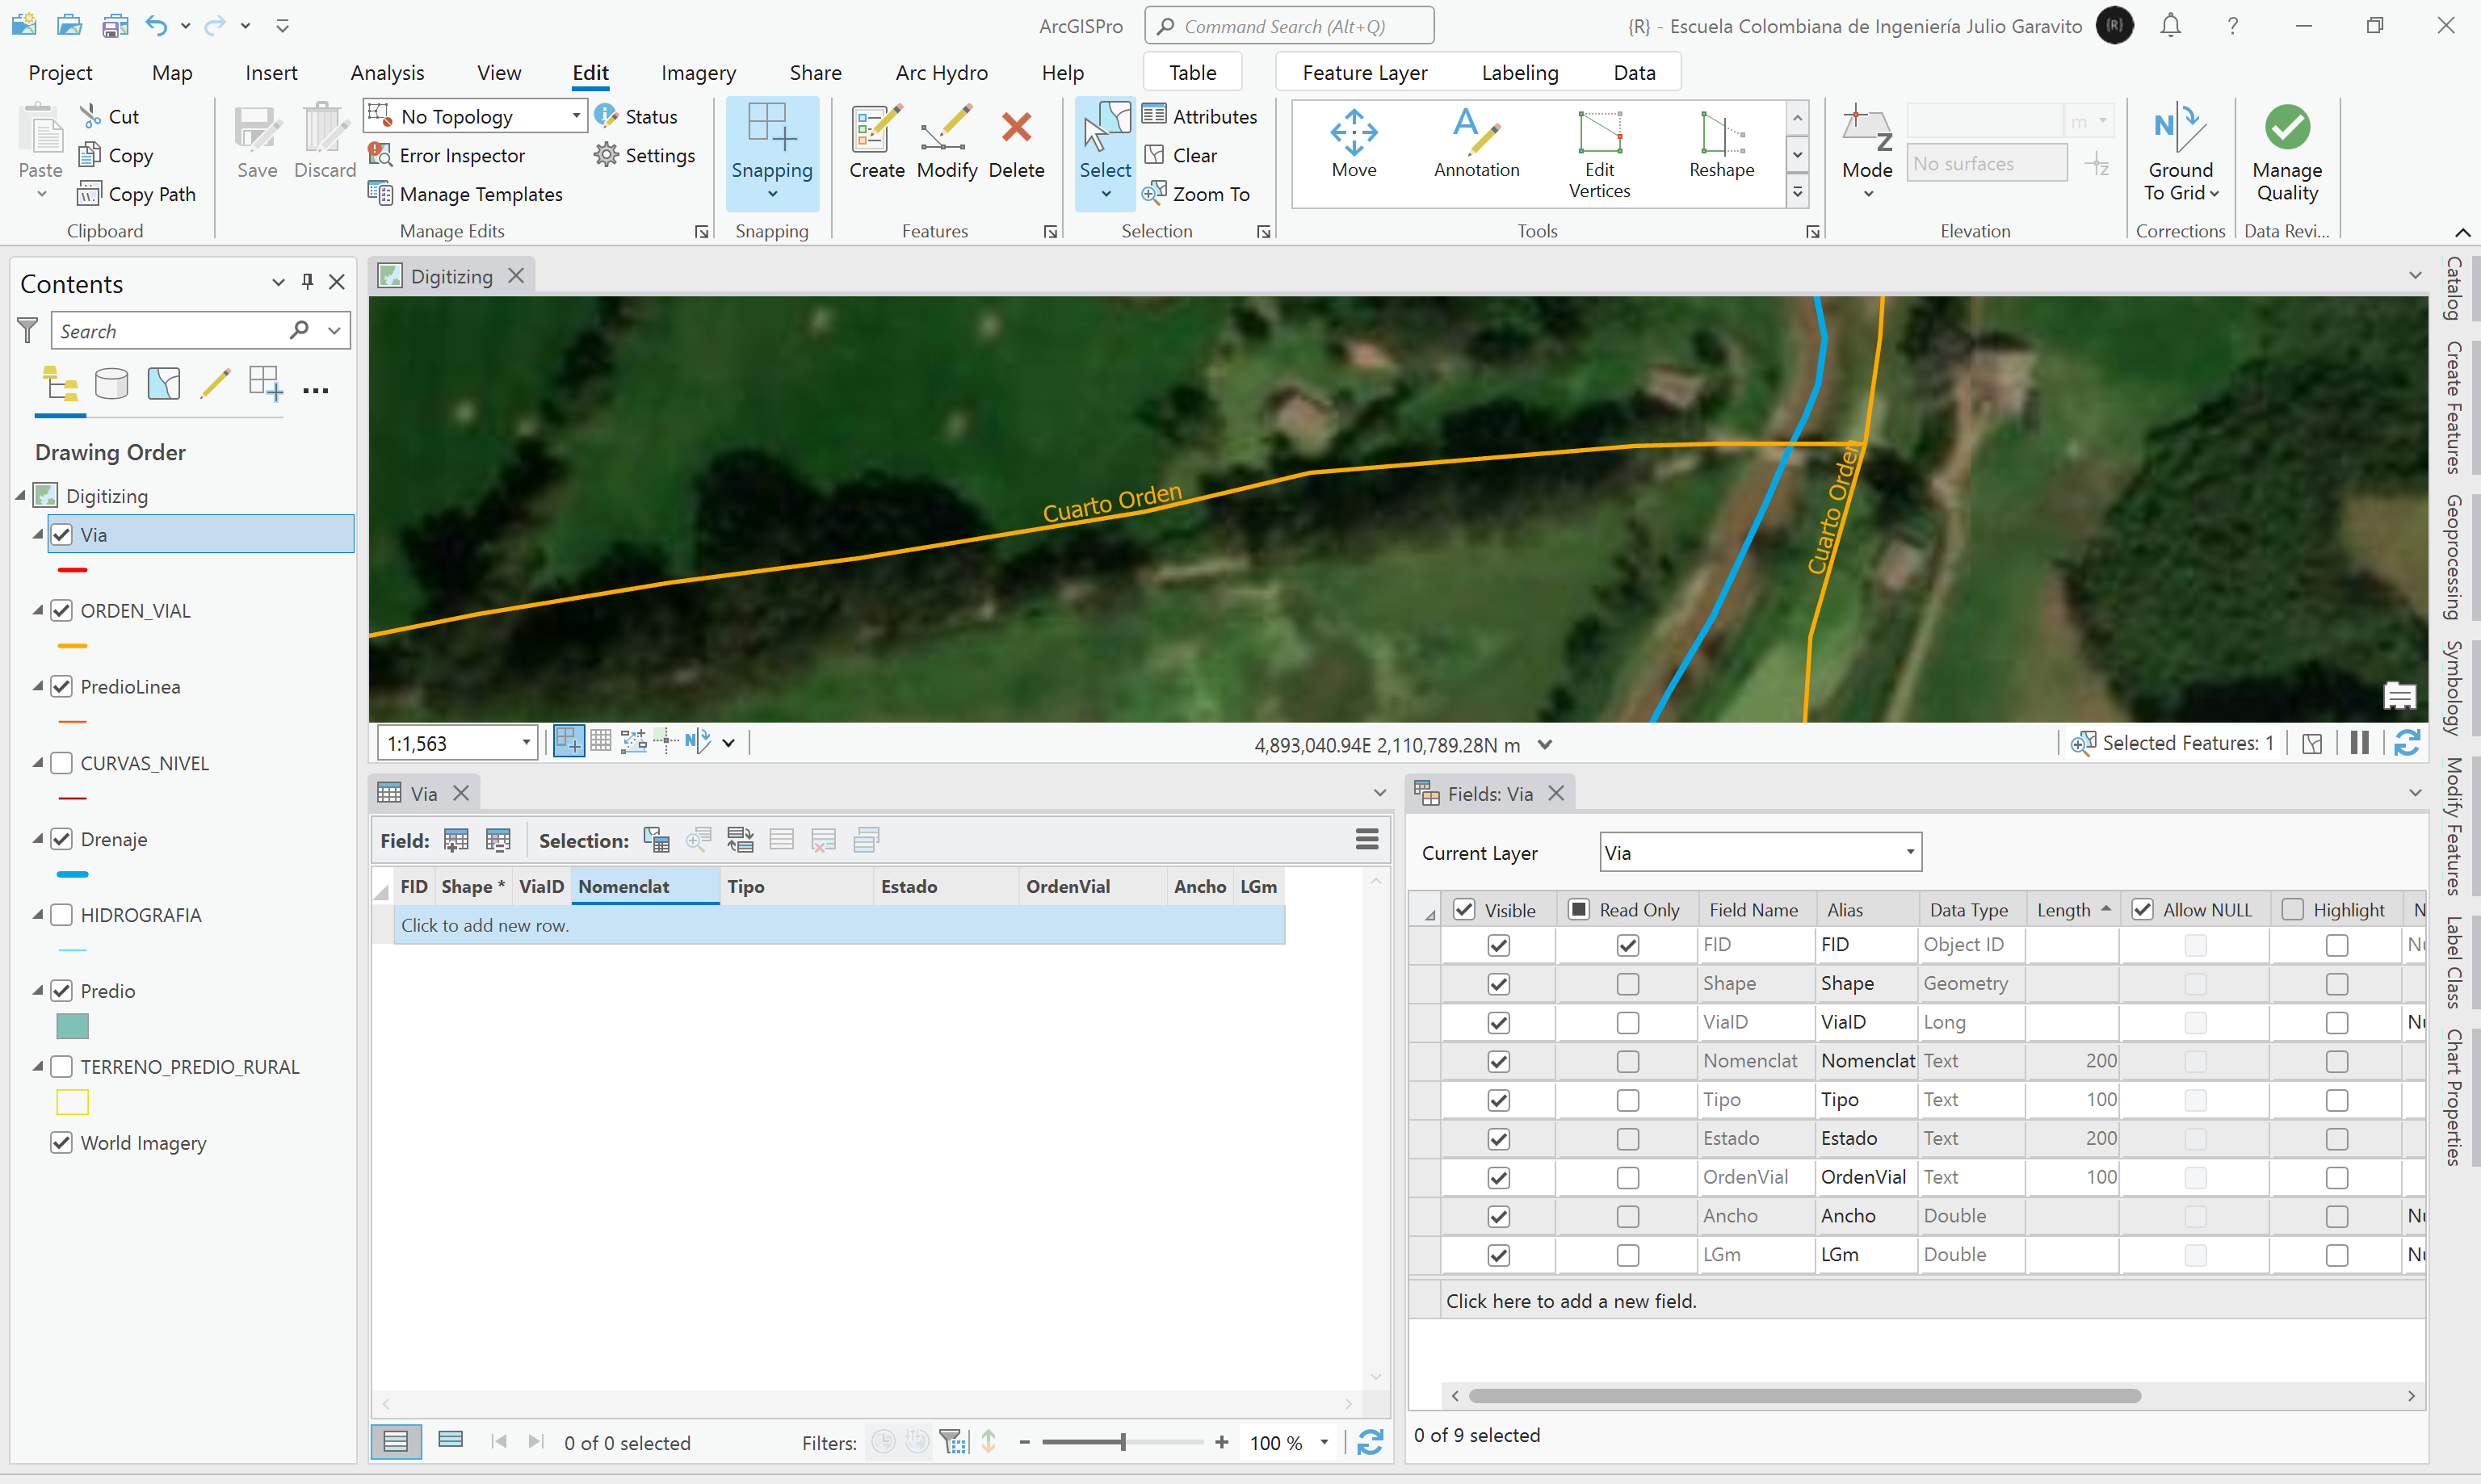 ArcGISPro
Command Search (Alt+Q)
{R} - Escuela Colombiana de Ingeniería Julio Garavito
{R}
?
Project
Map
Insert
Analysis
View
Edit
Imagery
Share
Arc Hydro
Help
Table
Feature Layer
Labeling
Data
Paste
Cut
Copy
Copy Path
Clipboard
Save
Discard
No Topology
Error Inspector
Manage Templates
Status
Settings
Manage Edits
Snapping
Snapping
Create
Modify
Delete
Features
Select
Attributes
Clear
Zoom To
Selection
Move
Annotation
Edit
Vertices
Reshape
Tools
Mode
m
No surfaces
Elevation
Ground
To Grid
Corrections
Manage
Quality
Data Revi...
Contents
Search
Drawing Order
Digitizing
Via
ORDEN_VIAL
PredioLinea
CURVAS_NIVEL
Drenaje
HIDROGRAFIA
Predio
TERRENO_PREDIO_RURAL
World Imagery
Digitizing
Cuarto Orden
Cuarto Orden
1:1,563
4,893,040.94E 2,110,789.28N m
Selected Features: 1
Via
Field:
Selection:
FID Shape * ViaID Nomenclat Tipo Estado OrdenVial Ancho LGm
Click to add new row.
0 of 0 selected
Filters:
100 %
Fields: Via
Current Layer
Via
Visible Read Only Field Name Alias Data Type Length Allow NULL Highlight N
FID FID Object ID Nu
Shape Shape Geometry
ViaID ViaID Long Nu
Nomenclat Nomenclat Text 200
Tipo Tipo Text 100
Estado Estado Text 200
OrdenVial OrdenVial Text 100
Ancho Ancho Double Nu
LGm LGm Double Nu
Click here to add a new field.
0 of 9 selected
Catalog
Create Features
Geoprocessing
Symbology
Modify Features
Label Class
Chart Properties